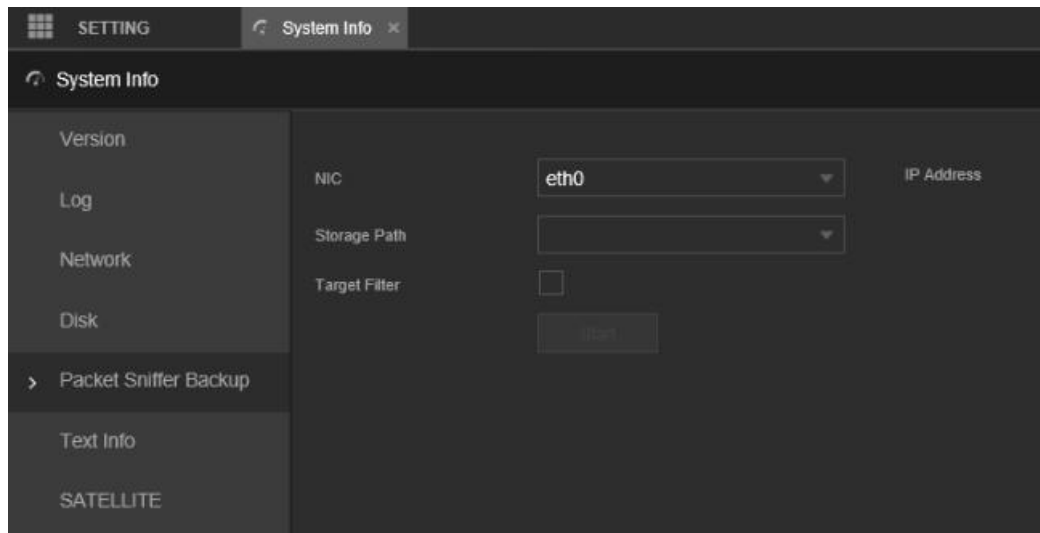 SETTING
System Info ×
System Info
Version
Log
Network
Disk
Packet Sniffer Backup
Text Info
SATELLITE
NIC
eth0
IP Address
Storage Path
Target Filter
Start